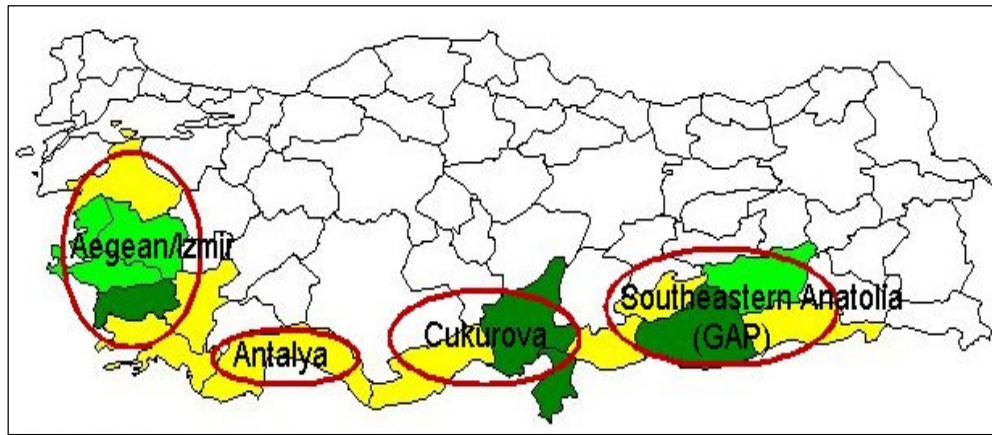 Aegean/Izmir
Antalya
Cukurova
Southeastern Anatolia
(GAP)